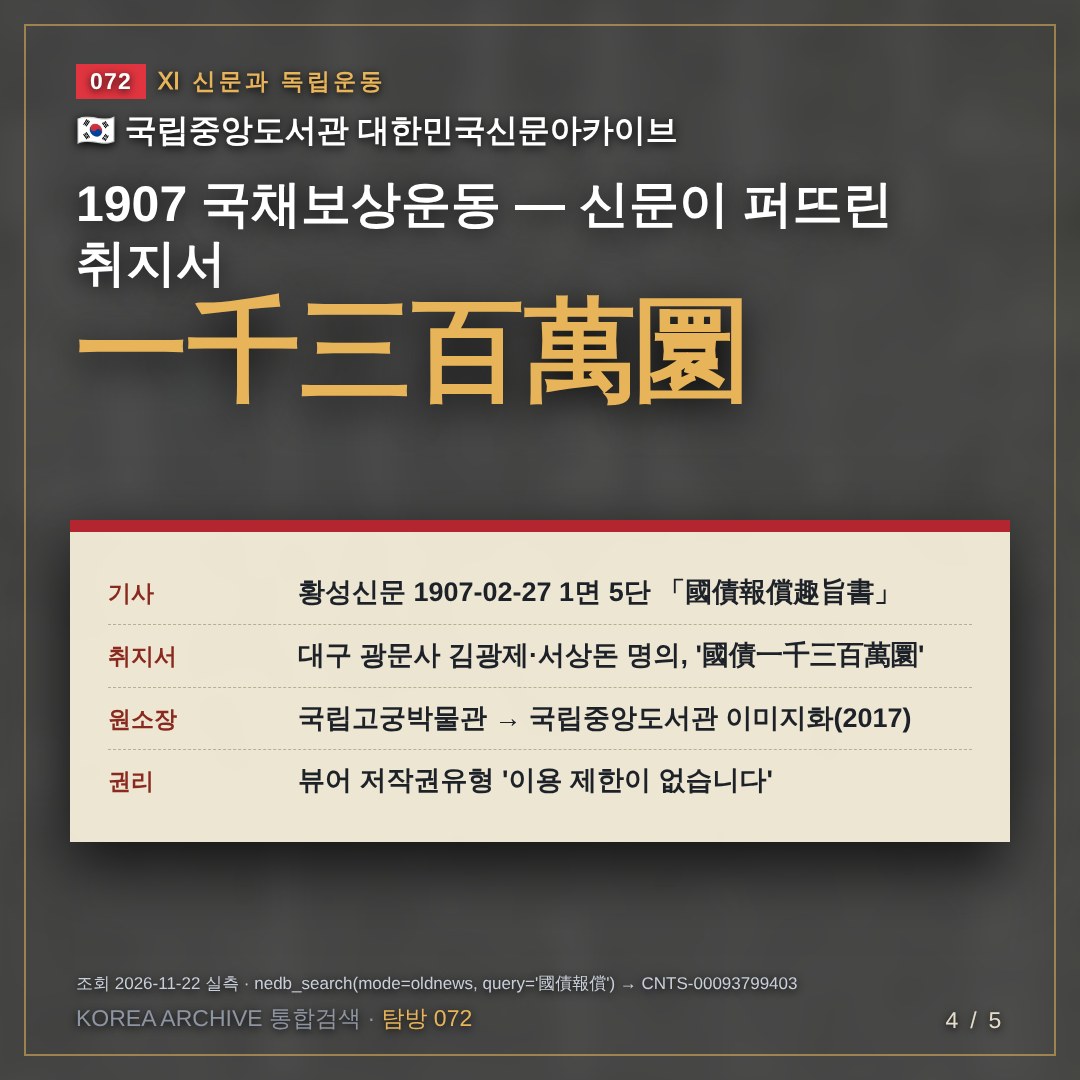 072 XI 신문과 독립운동
🇰🇷 국립중앙도서관 대한민국신문아카이브
1907 국채보상운동 — 신문이 퍼뜨린
취지서
一千三百萬圜
기사 황성신문 1907-02-27 1면 5단 「國債報償趣旨書」
취지서 대구 광문사 김광제·서상돈 명의, '國債一千三百萬圜'
원소장 국립고궁박물관 → 국립중앙도서관 이미지화(2017)
권리 뷰어 저작권유형 '이용 제한이 없습니다'
조회 2026-11-22 실측 · nedb_search(mode=oldnews, query='國債報償') → CNTS-00093799403
KOREA ARCHIVE 통합검색 · 탐방 072
4 / 5